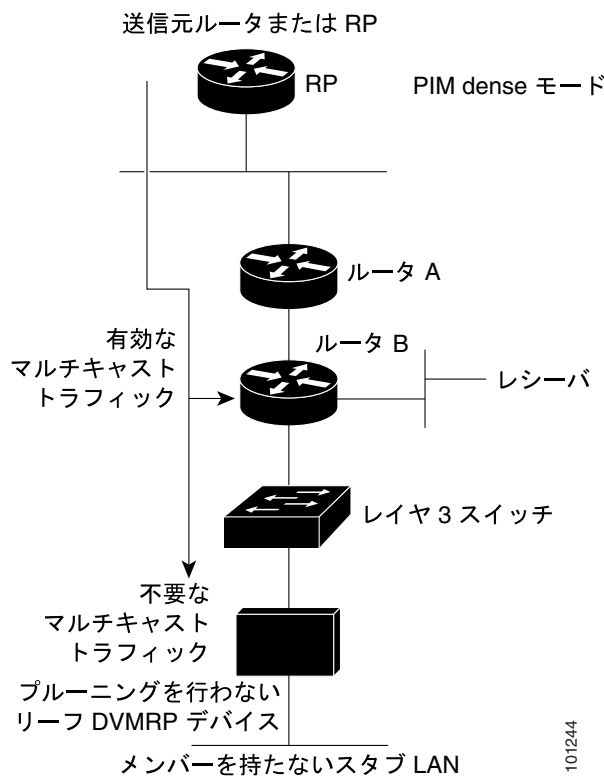 送信元ルータまたは RP
RP
PIM dense モード
ルータ A
有効な
マルチキャスト
トラフィック
ルータ B
レシーバ
レイヤ 3 スイッチ
不要な
マルチキャスト
トラフィック
プルーニングを行わない
リーフ DVMRP デバイス
メンバーを持たないスタブ LAN
101244